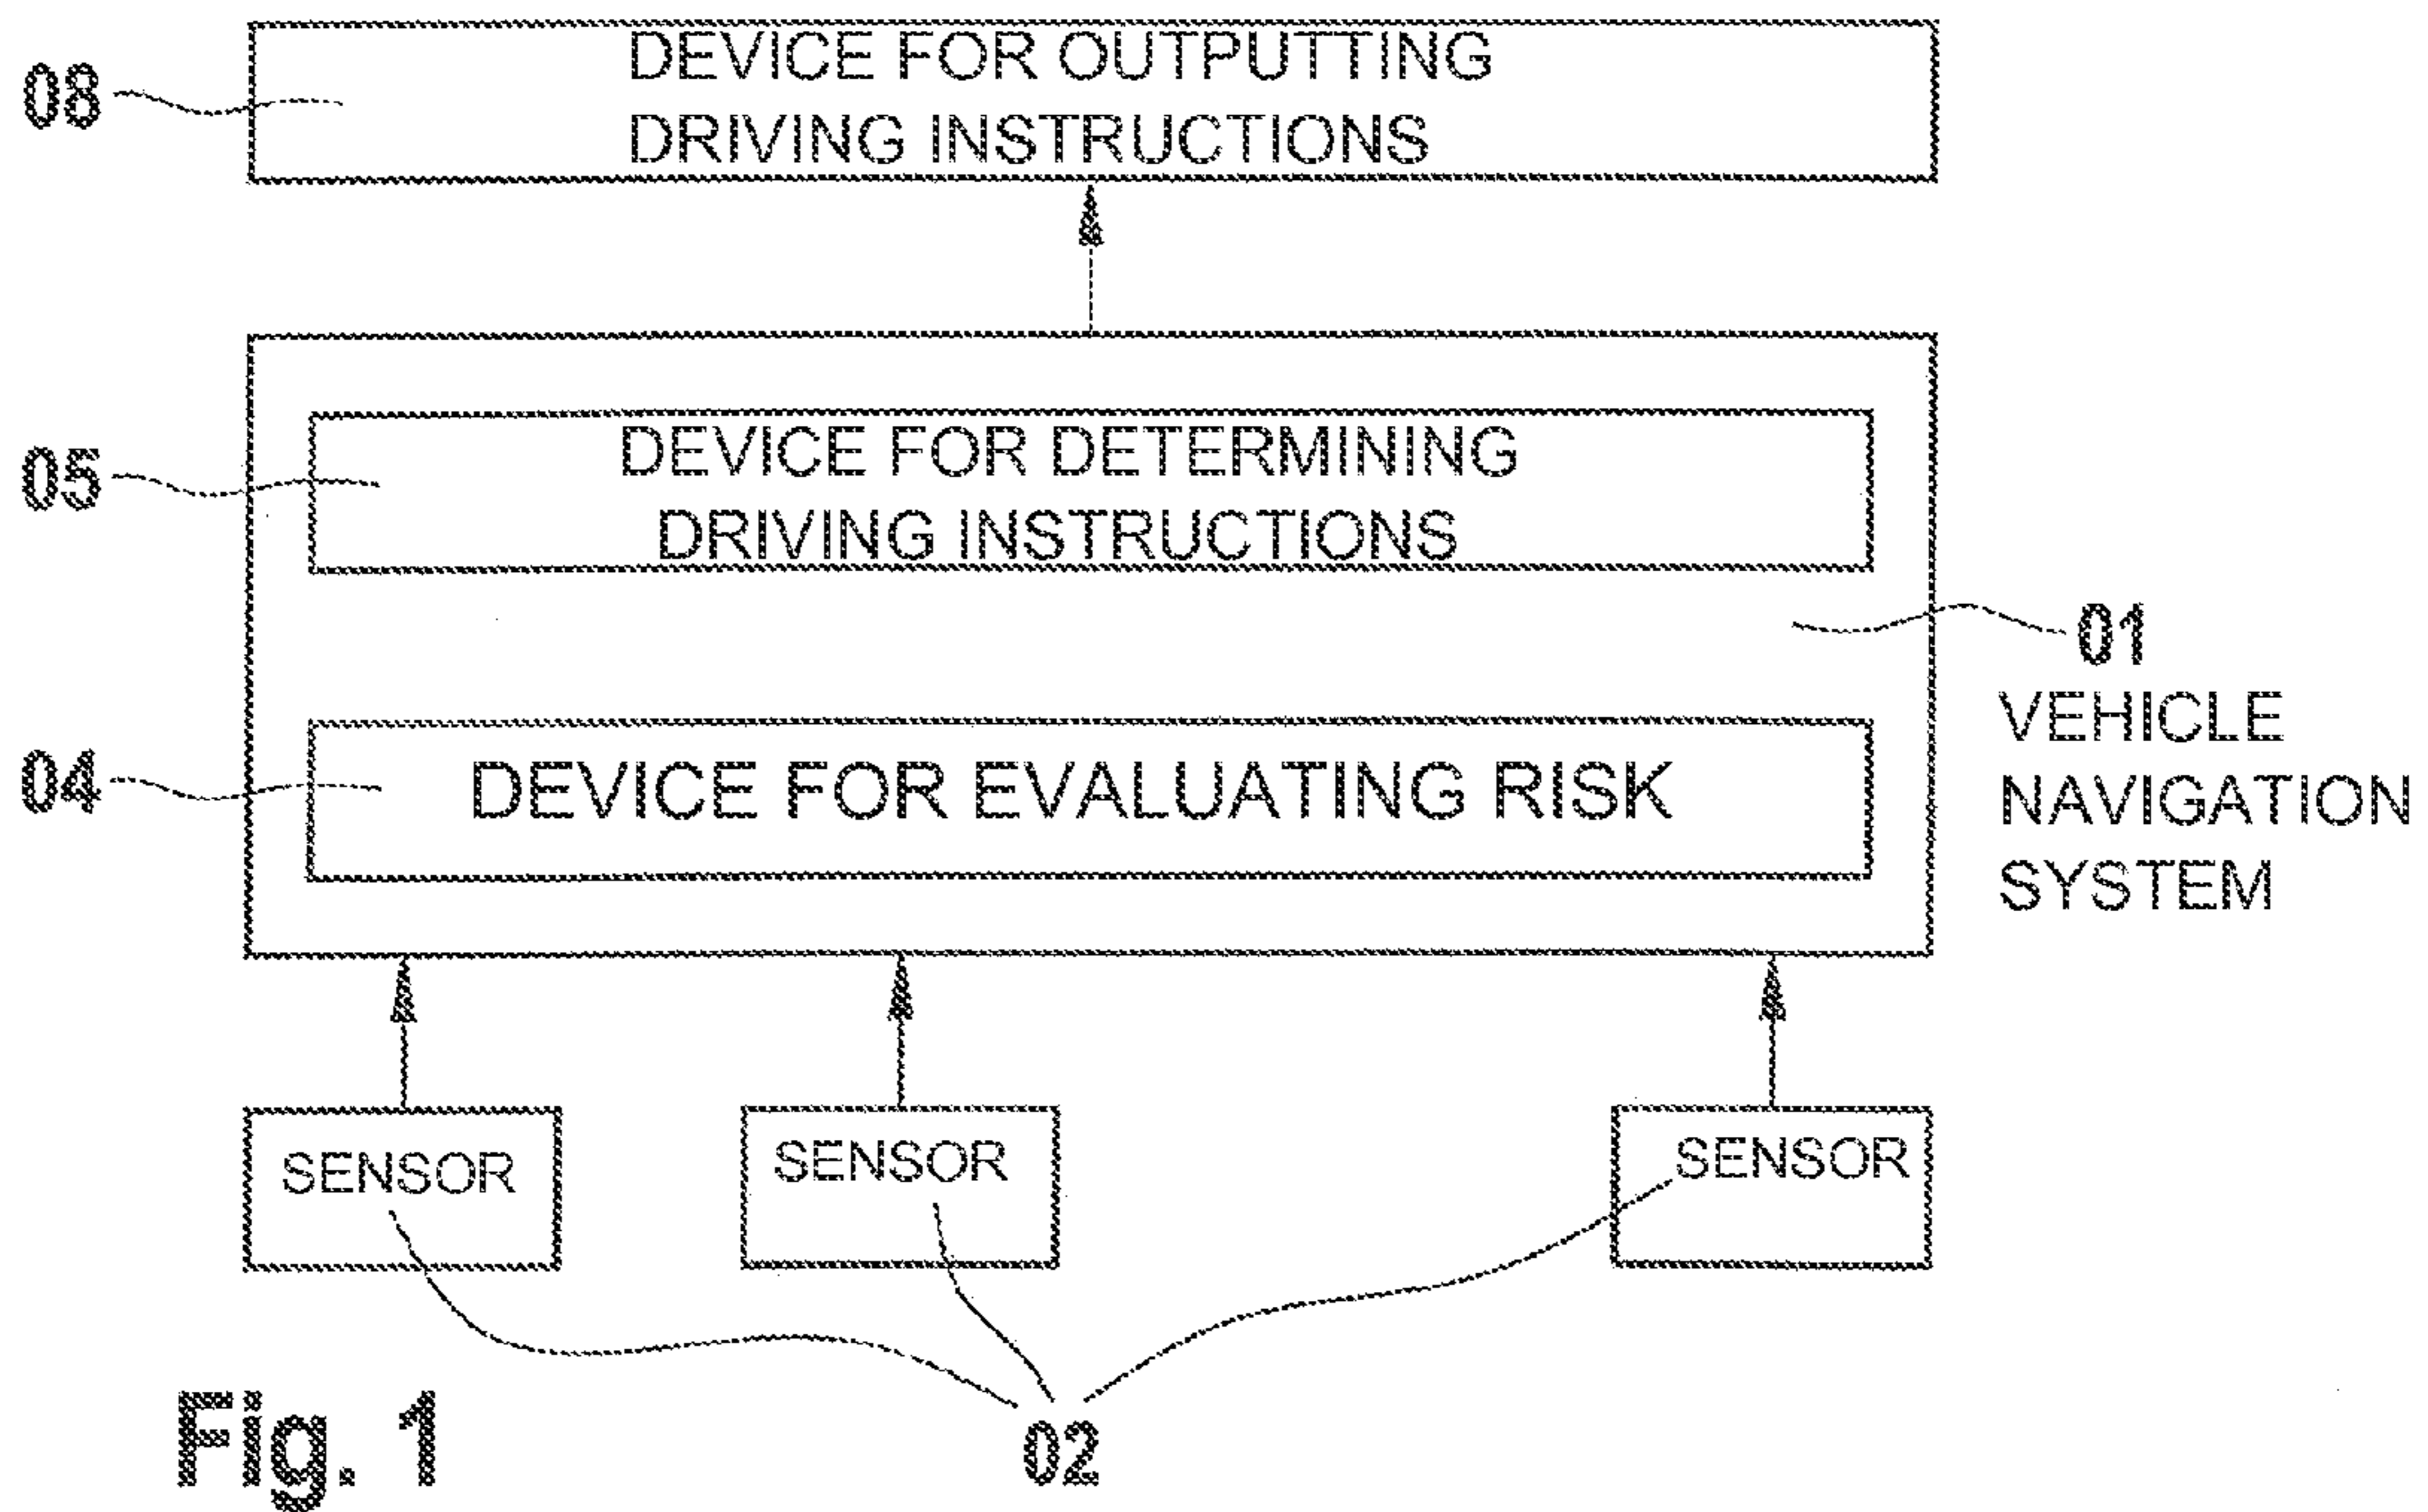 08
DEVICE FOR OUTPUTTING
DRIVING INSTRUCTIONS
05
DEVICE FOR DETERMINING
DRIVING INSTRUCTIONS
01
VEHICLE
NAVIGATION
SYSTEM
04
DEVICE FOR EVALUATING RISK
SENSOR
SENSOR
SENSOR
02
Fig. 1